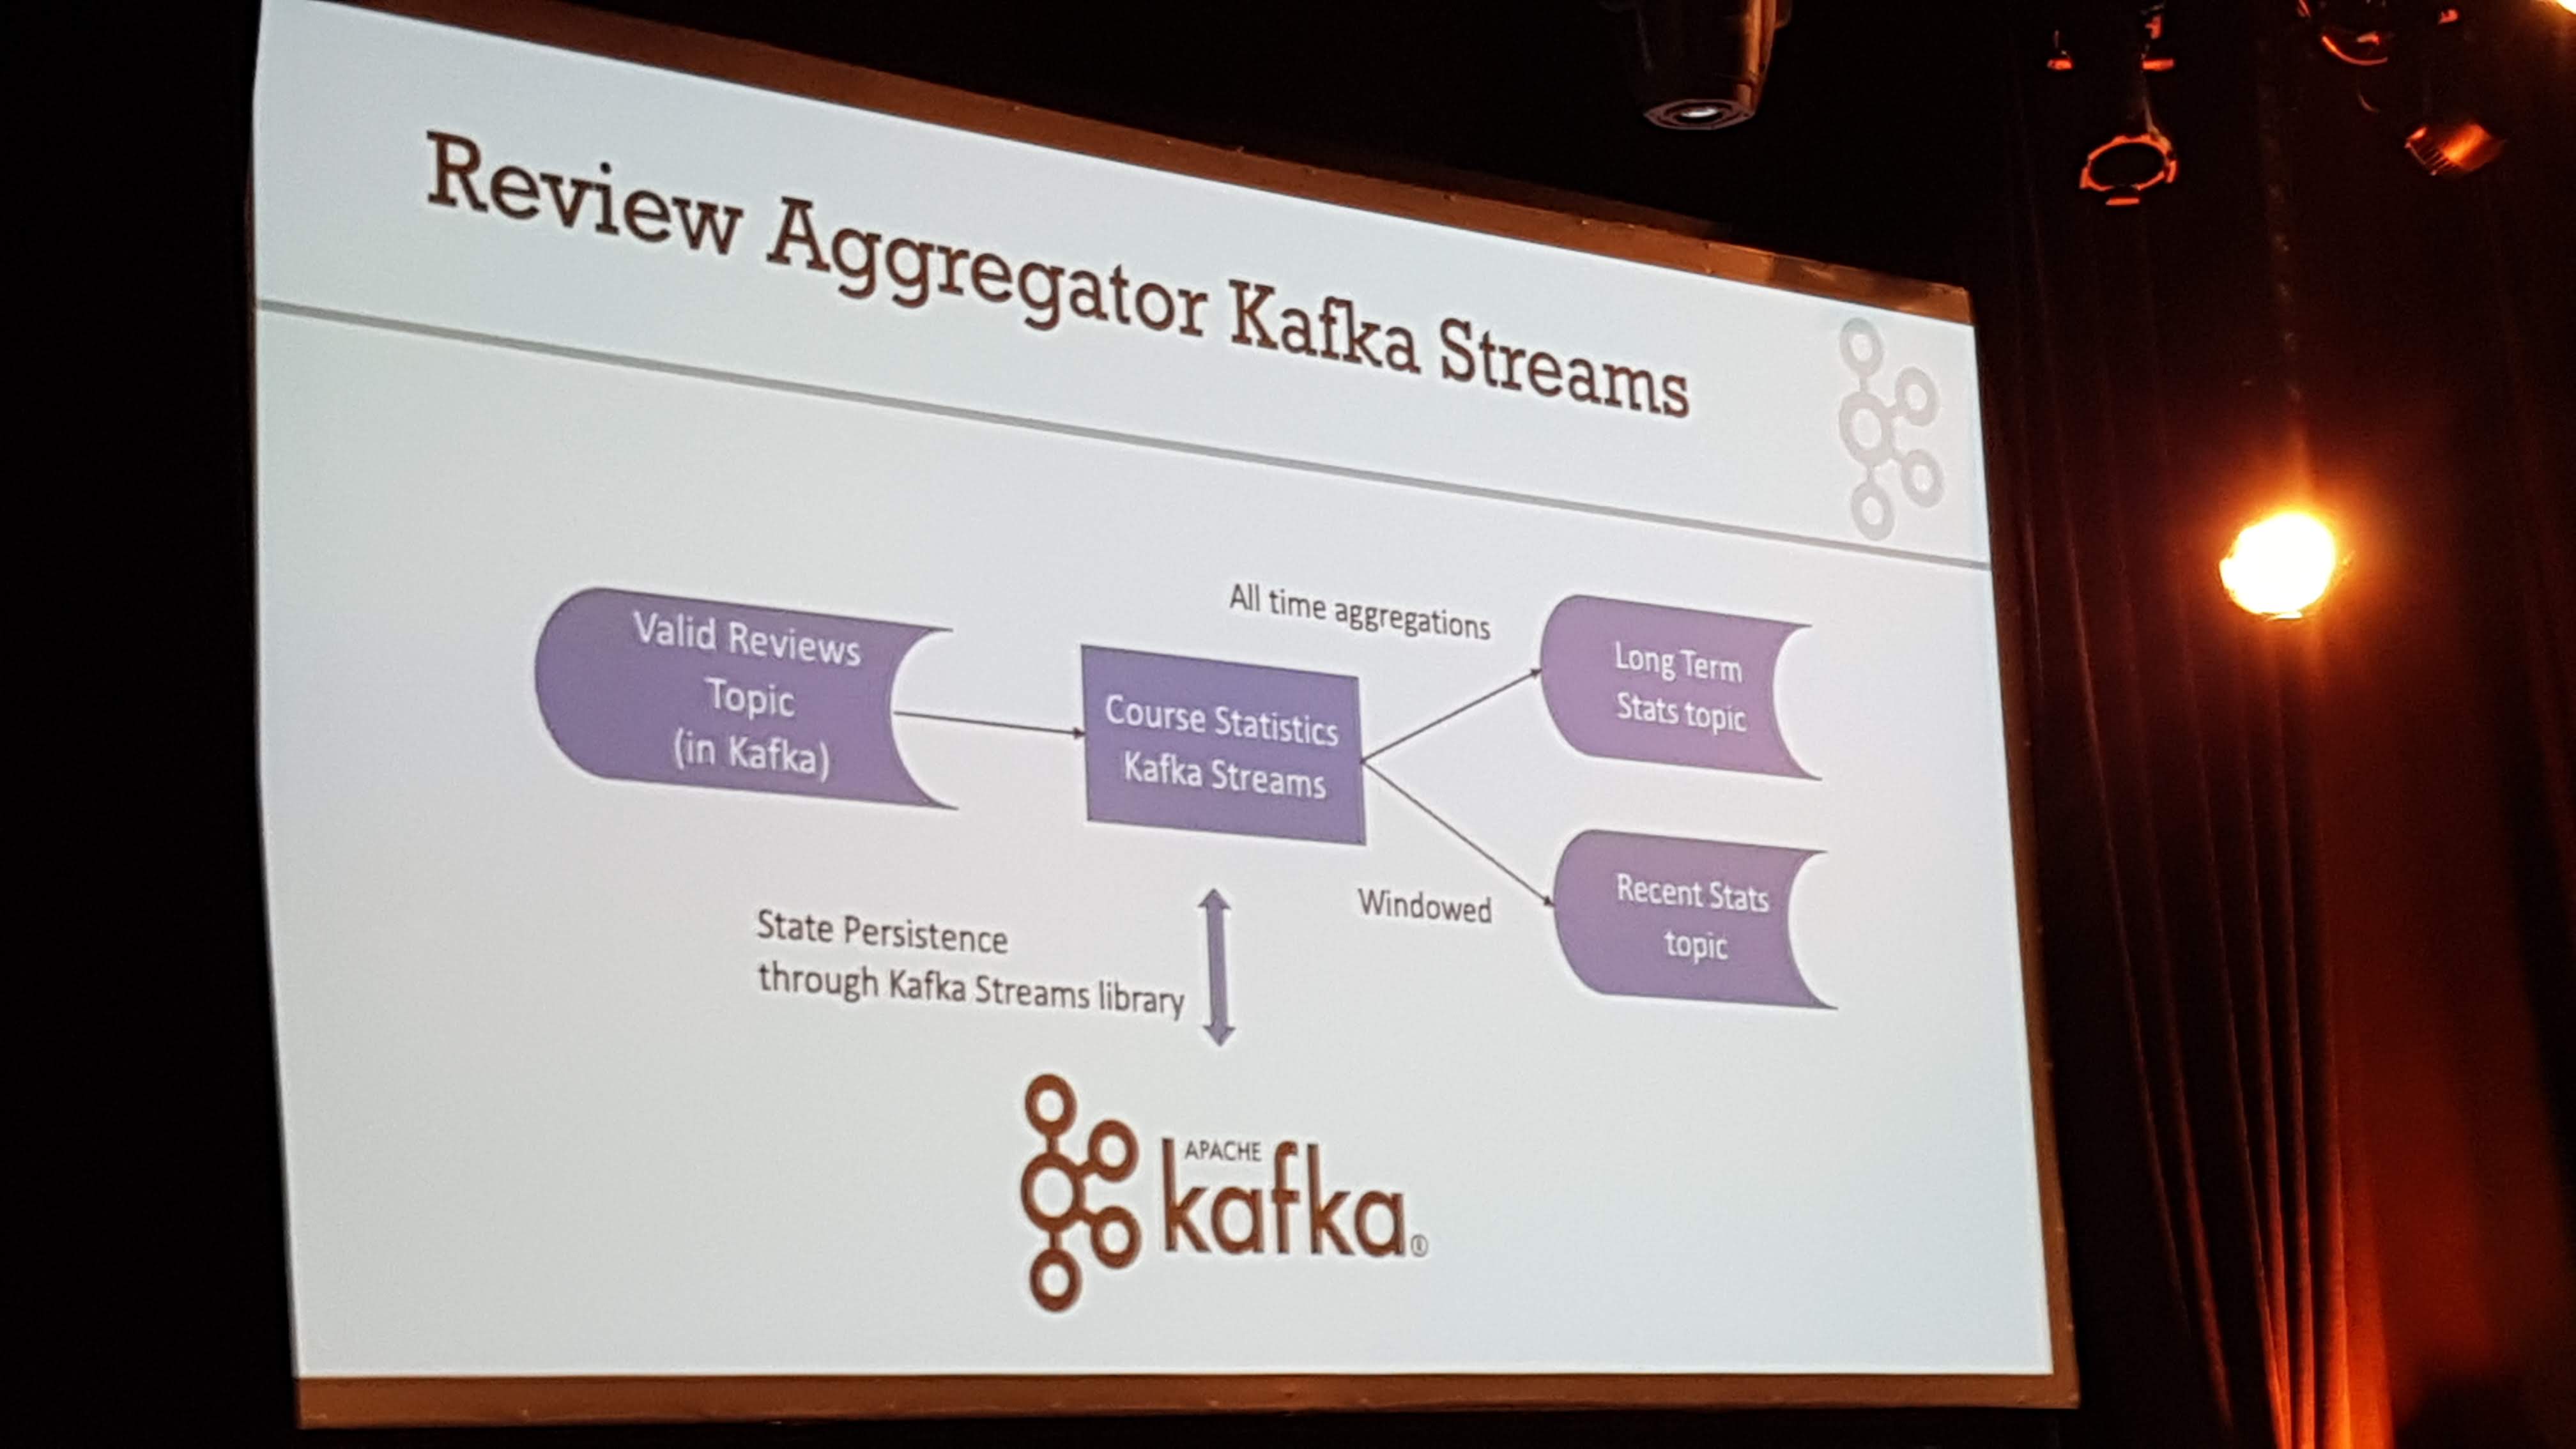 Review Aggregator Kafka Streams
Valid Reviews
Topic
(in Kafka)
Course Statistics
Kafka Streams
All time aggregations
Long Term
Stats topic
Windowed
Recent Stats
topic
State Persistence
through Kafka Streams library
APACHE
kafka®